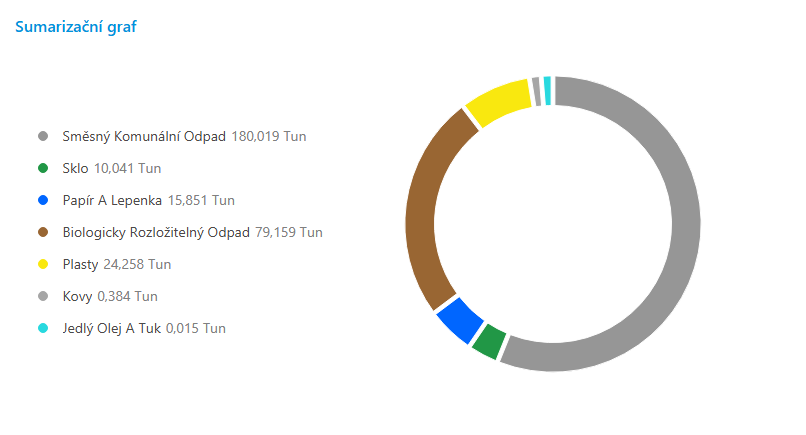 Sumarizační graf
Směsný Komunální Odpad 180,019 Tun
Sklo 10,041 Tun
Papír A Lepenka 15,851 Tun
Biologicky Rozložitelný Odpad 79,159 Tun
Plasty 24,258 Tun
Kovy 0,384 Tun
Jedlý Olej A Tuk 0,015 Tun